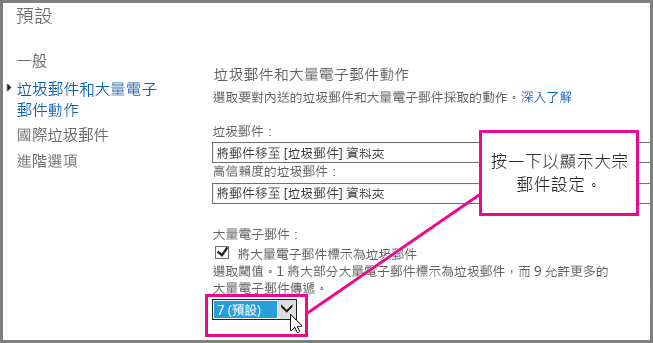 預設
一般
垃圾郵件和大量電子
郵件動作
國際垃圾郵件
進階選項
垃圾郵件和大量電子郵件動作
選取要對內送的垃圾郵件和大量電子郵件採取的動作。深入了解
垃圾郵件：
將郵件移至 [垃圾郵件] 資料夾
高信賴度的垃圾郵件：
將郵件移至 [垃圾郵件] 資料夾
按一下以顯示大宗
郵件設定。
大量電子郵件：
將大量電子郵件標示為垃圾郵件
選取閾值。1 將大部分大量電子郵件標示為垃圾郵件，而 9 允許更多的
大量電子郵件傳遞。
7 (預設)